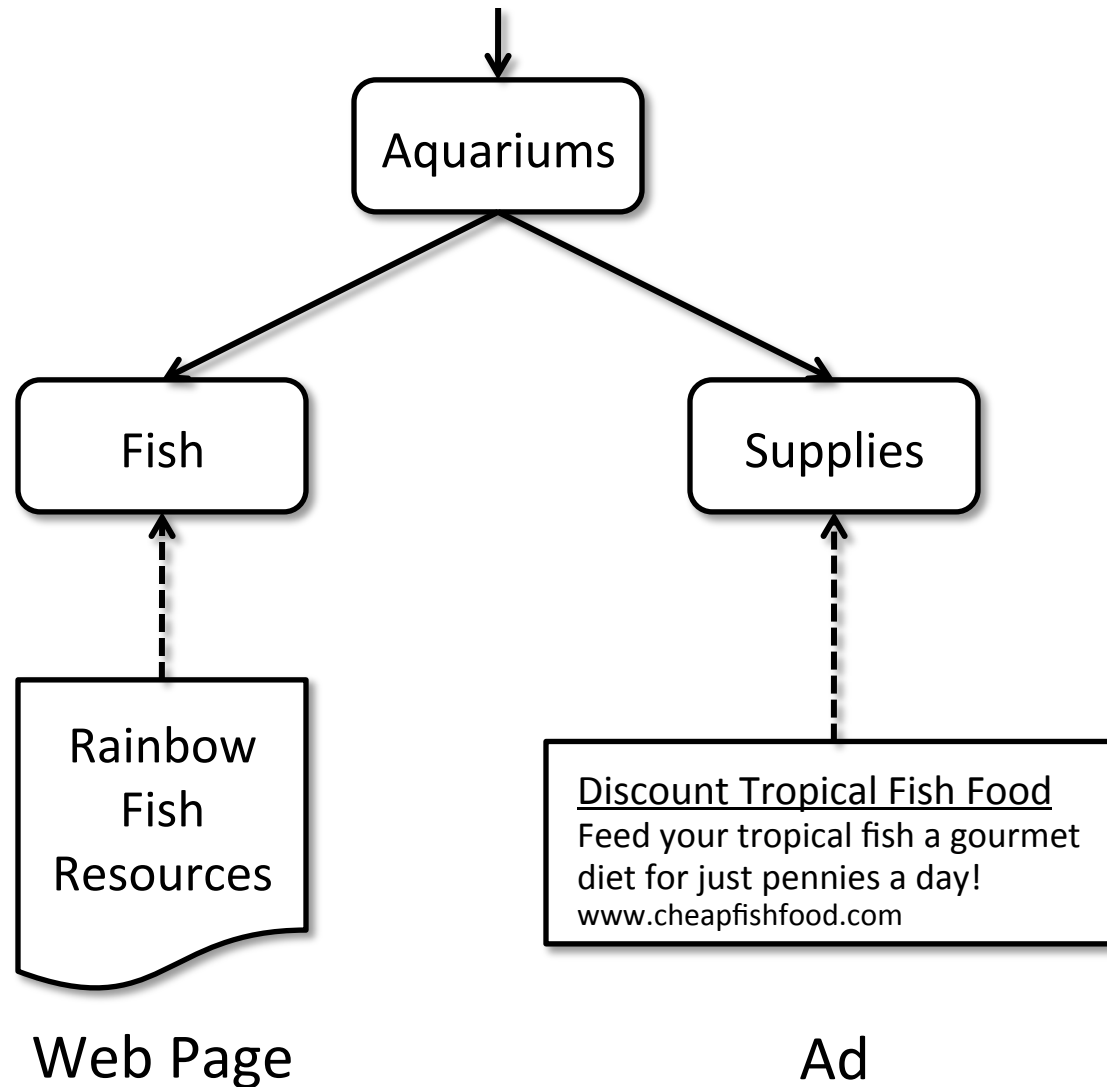 Aquariums
Fish
Supplies
Rainbow
Fish
Resources
Discount Tropical Fish Food
Feed your tropical fish a gourmet
diet for just pennies a day!
www.cheapfishfood.com
Web Page
Ad